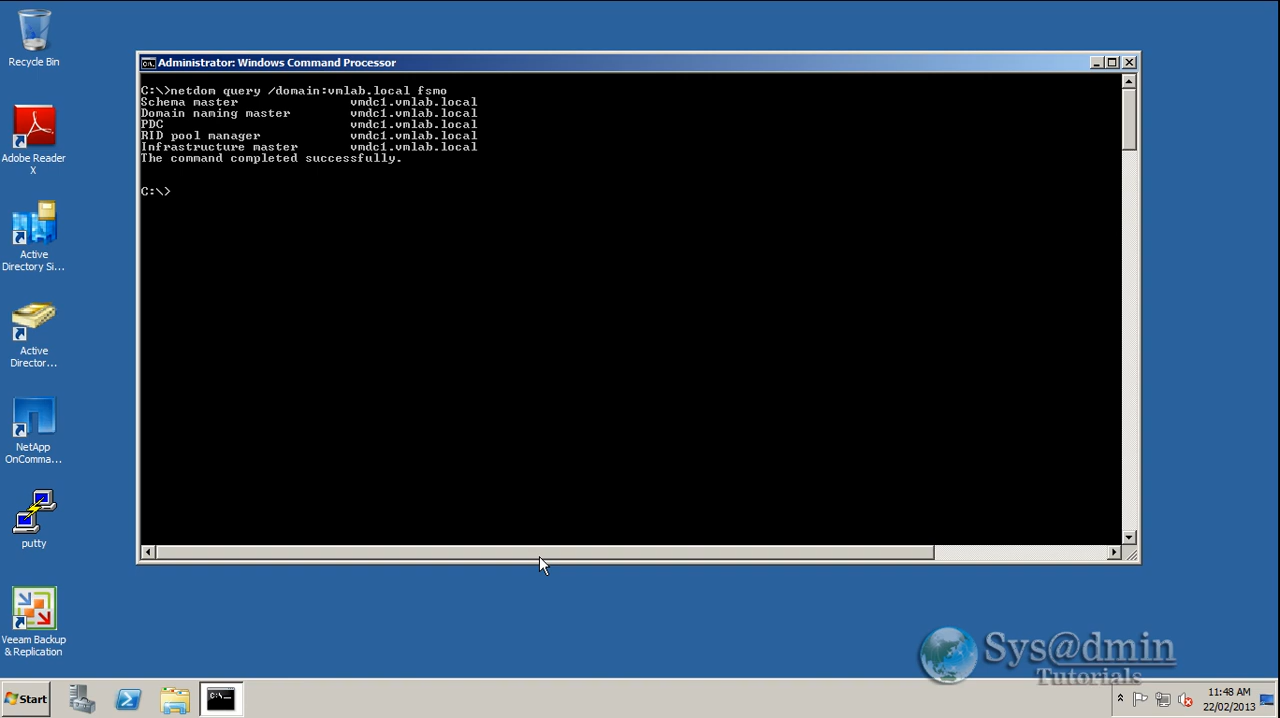 Recycle Bin
Adobe Reader
X
Active
Directory Si...
Active
Director...
NetApp
OnComma...
putty
Veeam Backup
& Replication
Administrator: Windows Command Processor
C:\>netdom query /domain:vmlab.local fsmo
Schema master vmdc1.vmlab.local
Domain naming master vmdc1.vmlab.local
PDC vmdc1.vmlab.local
RID pool manager vmdc1.vmlab.local
Infrastructure master vmdc1.vmlab.local
The command completed successfully.
C:\>
Sys@dmin
Tutorials
Start
11:48 AM
22/02/2013